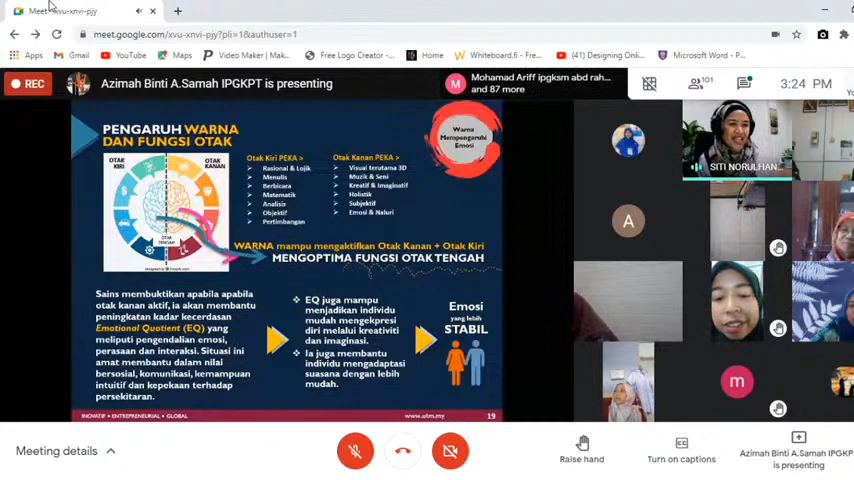 Meet - xvu-xnvi-pjy
meet.google.com/xvu-xnvi-pjy?pli=1&authuser=1
Apps
Gmail
YouTube
Maps
Video Maker | Mak...
Free Logo Creator -...
Home
Whiteboard.fi - Free...
(41) Designing Onli...
Microsoft Word - P...
REC
Azimah Binti A.Samah IPGKPT is presenting
M
Mohamad Ariff ipgksm abd rah...
and 87 more
101
3:24 PM
Yo
PENGARUH WARNA
DAN FUNGSI OTAK
Warna
Mempengaruhi
Emosi
OTAK
KIRI
OTAK
KANAN
OTAK
TENGAH
Otak Kiri PEKA >
Rasional & Lojik
Menulis
Berbicara
Matematik
Analisis
Objektif
Pertimbangan
Otak Kanan PEKA >
Visual terutama 3D
Muzik & Seni
Kreatif & Imaginatif
Holistik
Subjektif
Emosi & Naluri
WARNA mampu mengaktifkan Otak Kanan + Otak Kiri
MENGOPTIMA FUNGSI OTAK TENGAH
Sains membuktikan apabila apabila
otak kanan aktif, ia akan membantu
peningkatan kadar kecerdasan
Emotional Quotient (EQ) yang
meliputi pengendalian emosi,
perasaan dan interaksi. Situasi ini
amat membantu dalam nilai
bersosial, komunikasi, kemampuan
intuitif dan kepekaan terhadap
persekitaran.
EQ juga mampu
menjadikan individu
mudah mengekpresi
diri melalui kreativiti
dan imaginasi.
Ia juga membantu
individu mengadaptasi
suasana dengan lebih
mudah.
Emosi
yang lebih
STABIL
INOVATIF • ENTREPRENEURIAL • GLOBAL
www.utm.my
19
SITI NORULHAN...
A
m
Meeting details
Raise hand
Turn on captions
Azimah Binti A.Samah IPGKP
is presenting